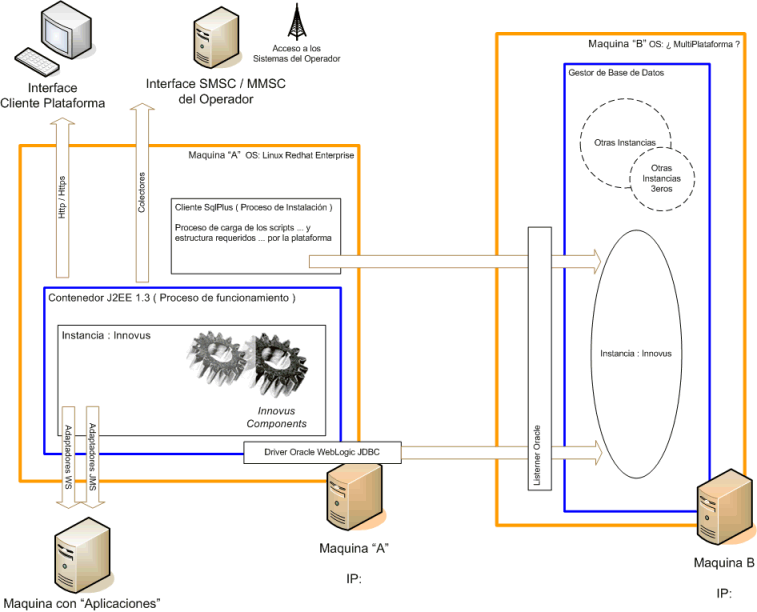 Acceso a los
Sistemas del Operador
Interface
Cliente Plataforma
Interface SMSC / MMSC
del Operador
Http / Https
Colectores
Maquina “A” OS: Linux Redhat Enterprise
Cliente SqlPlus ( Proceso de Instalación )
Proceso de carga de los scripts ... y
estructura requeridos ... por la plataforma
Contenedor J2EE 1.3 ( Proceso de funcionamiento )
Instancia : Innovus
Innovus
Components
Adaptadores WS
Adaptadores JMS
Driver Oracle WebLogic JDBC
Maquina “A”
IP:
Maquina con “Aplicaciones”
Listerner Oracle
Maquina “B” OS: ¿ MultiPlataforma ?
Gestor de Base de Datos
Otras Instancias
Otras
Instancias
3eros
Instancia : Innovus
Maquina B
IP: